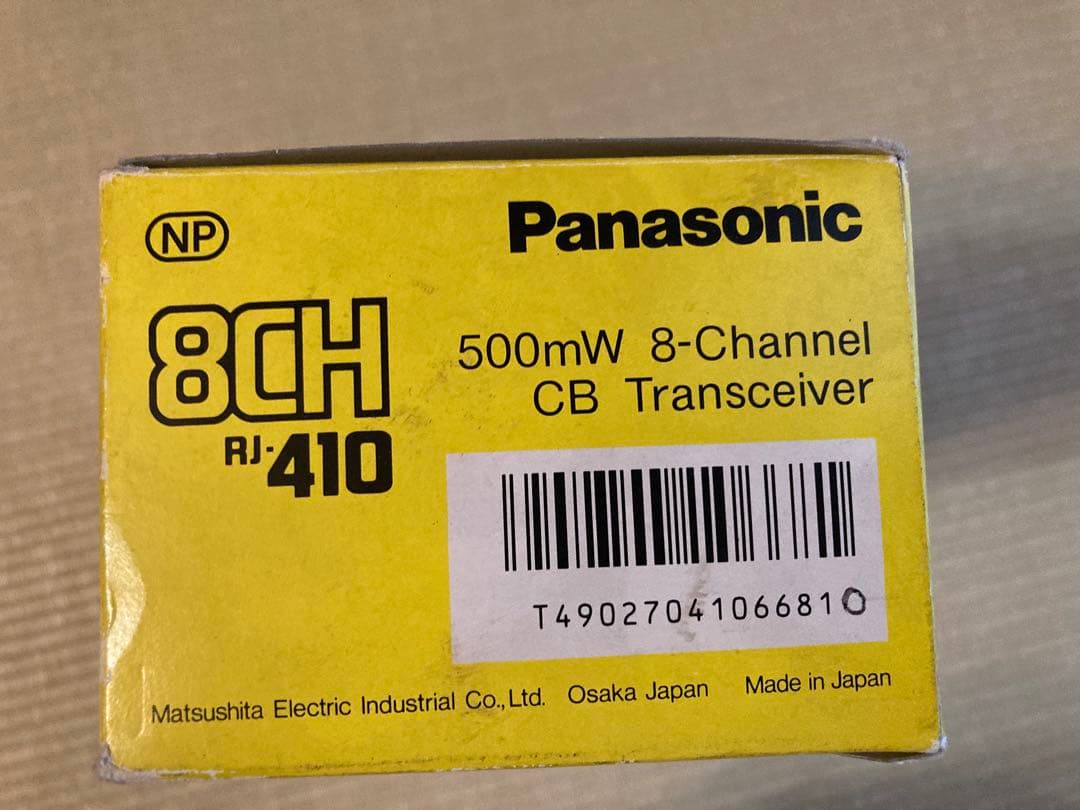 NP
Panasonic
8CH
RJ-410
500mW 8-Channel
CB Transceiver
T4902704106681O
Matsushita Electric Industrial Co., Ltd. Osaka Japan Made in Japan